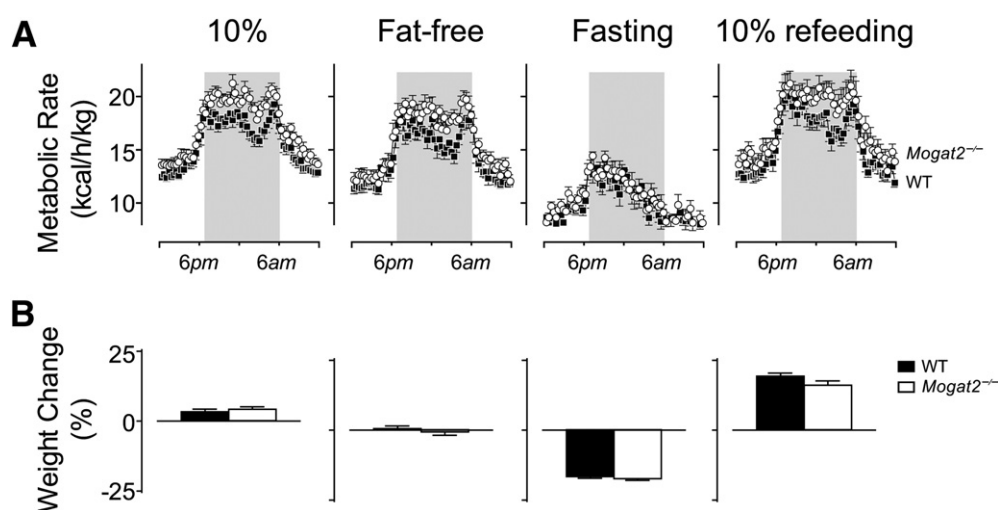 A
10%
Fat-free
Fasting
10% refeeding
Metabolic Rate
(kcal/h/kg)
20
15
10
Mogat2−/−
WT
6pm
6am
6pm
6am
6pm
6am
6pm
6am
B
Weight Change
(%)
25
0
-25
WT
Mogat2−/−